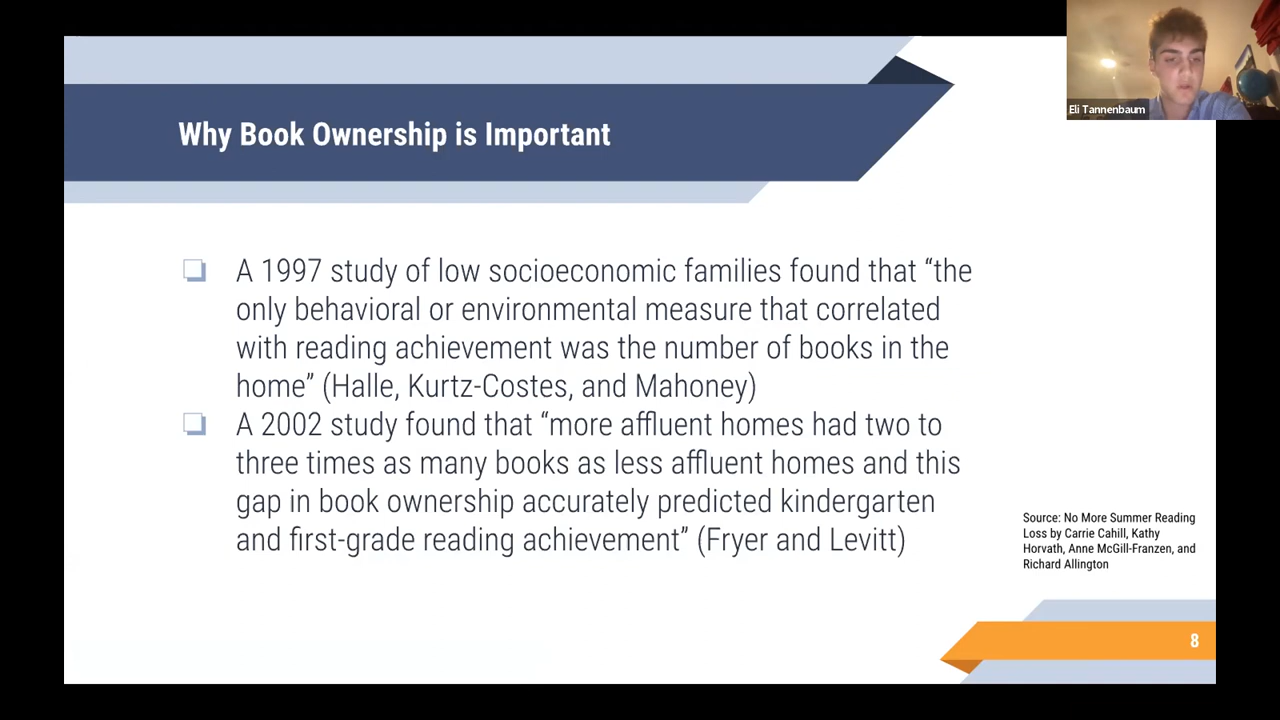 Eli Tannenbaum
Why Book Ownership is Important
A 1997 study of low socioeconomic families found that “the
only behavioral or environmental measure that correlated
with reading achievement was the number of books in the
home” (Halle, Kurtz-Costes, and Mahoney)
A 2002 study found that “more affluent homes had two to
three times as many books as less affluent homes and this
gap in book ownership accurately predicted kindergarten
and first-grade reading achievement” (Fryer and Levitt)
Source: No More Summer Reading
Loss by Carrie Cahill, Kathy
Horvath, Anne McGill-Franzen, and
Richard Allington
8